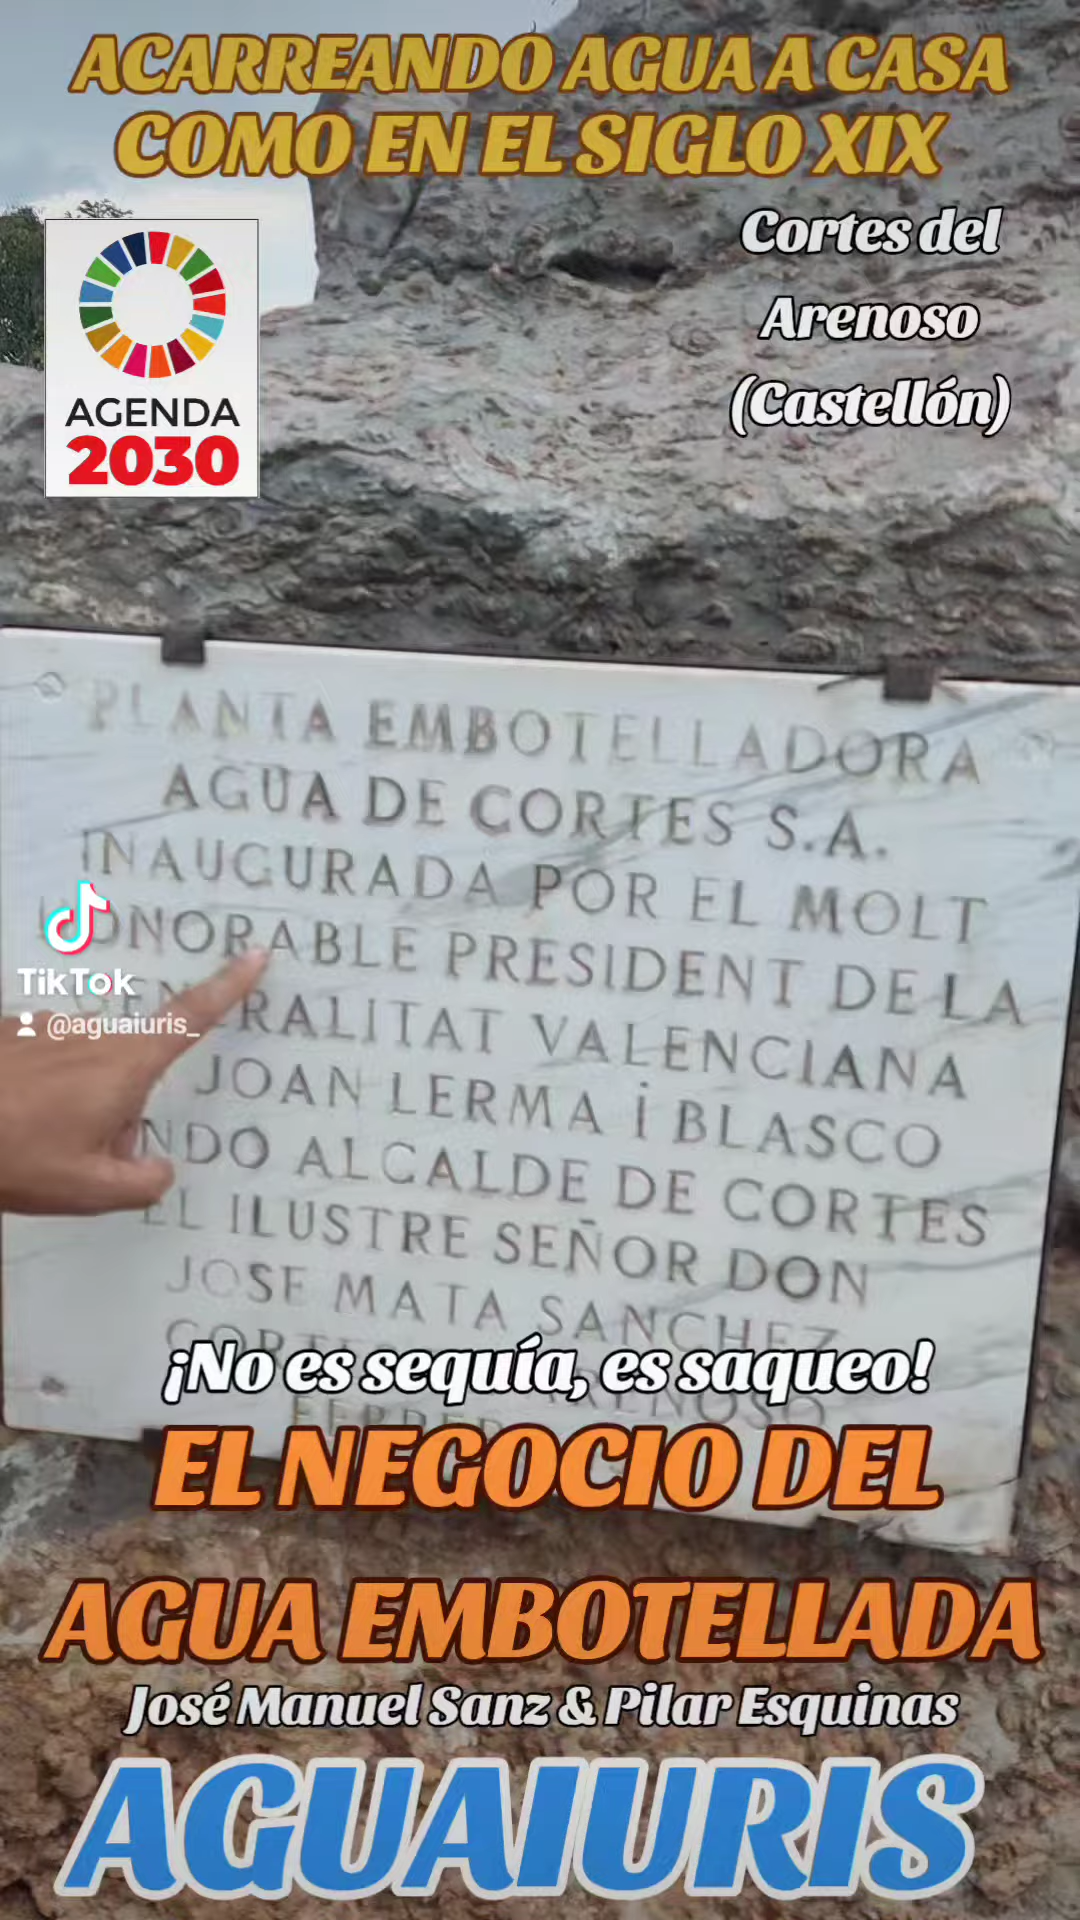 ACARREANDO AGUA A CASA
COMO EN EL SIGLO XIX
Cortes del
Arenoso
(Castellón)
AGENDA
2030
PLANTA EMBOTELLADORA
AGUA DE CORTES S.A.
INAUGURADA POR EL MOLT
HONORABLE PRESIDENT DE LA
VALENCIANA
JOAN LERMA i BLASCO
ALCALDE DE CORTES
EL ILUSTRE SEÑOR DON
JOSE MATA SANCHEZ
TikTok
@aguaiuris_
¡No es sequía, es saqueo!
EL NEGOCIO DEL
AGUA EMBOTELLADA
José Manuel Sanz & Pilar Esquinas
AGUAIURIS